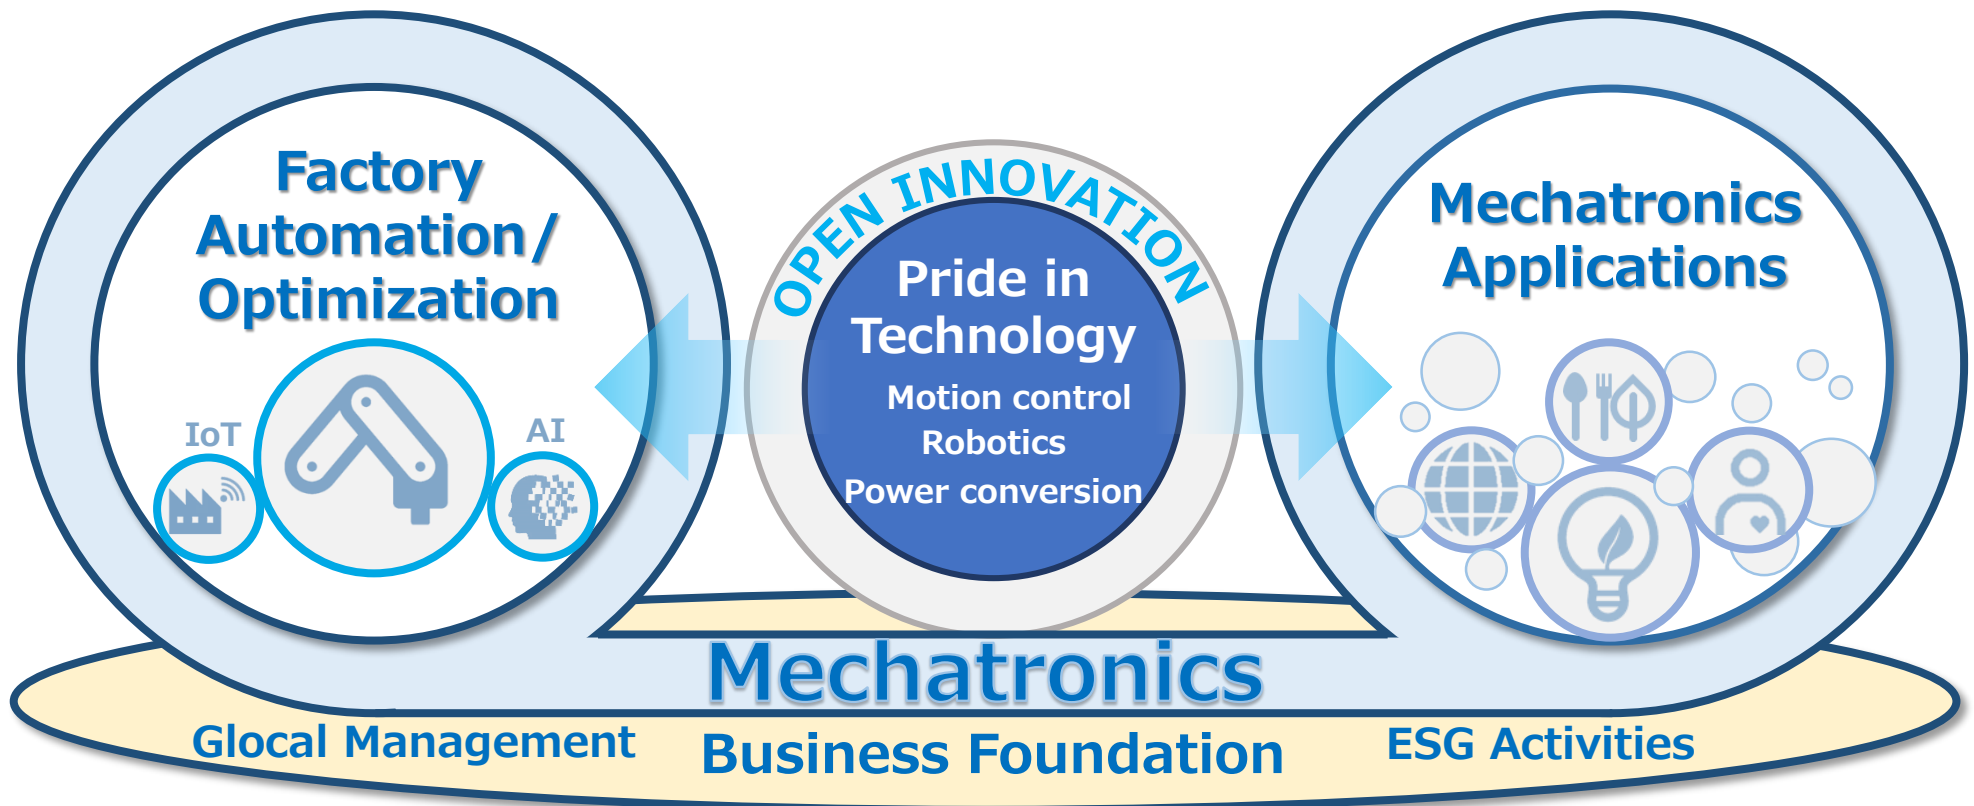 Factory
Automation/
Optimization
IoT
AI
OPEN INNOVATION
Pride in
Technology
Motion control
Robotics
Power conversion
Mechatronics
Applications
Mechatronics
Glocal Management
Business Foundation
ESG Activities